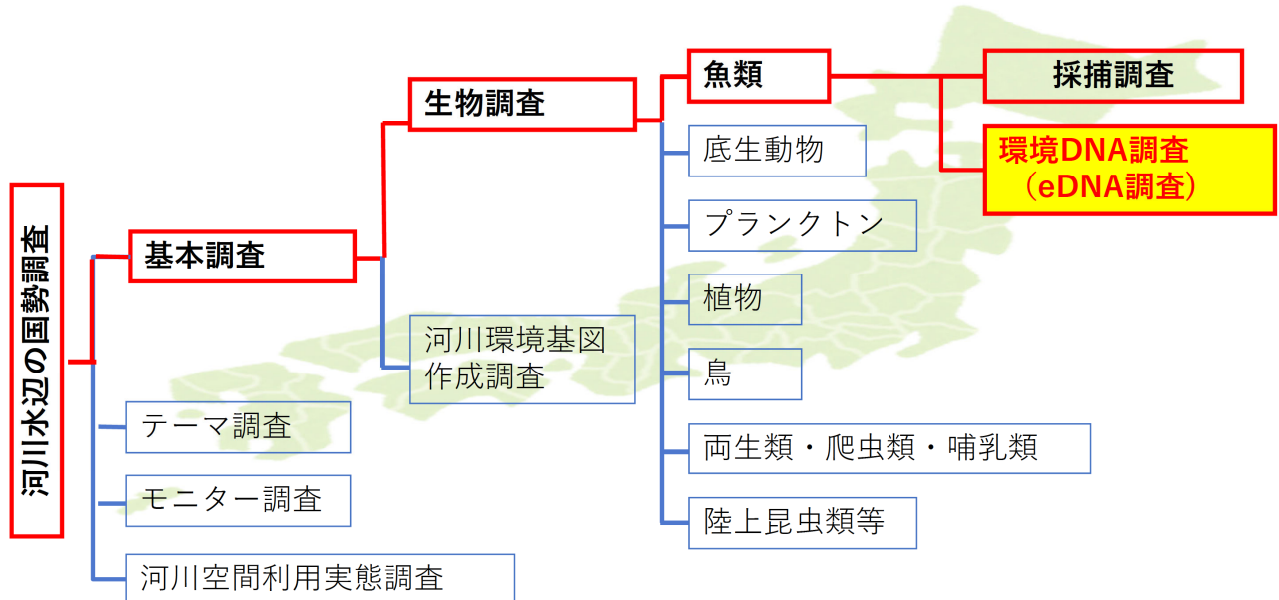 河川水辺の国勢調査
基本調査
テーマ調査
モニター調査
河川空間利用実態調査
生物調査
河川環境基図
作成調査
魚類
底生動物
プランクトン
植物
鳥
両生類・爬虫類・哺乳類
陸上昆虫類等
採捕調査
環境DNA調査
（eDNA調査）